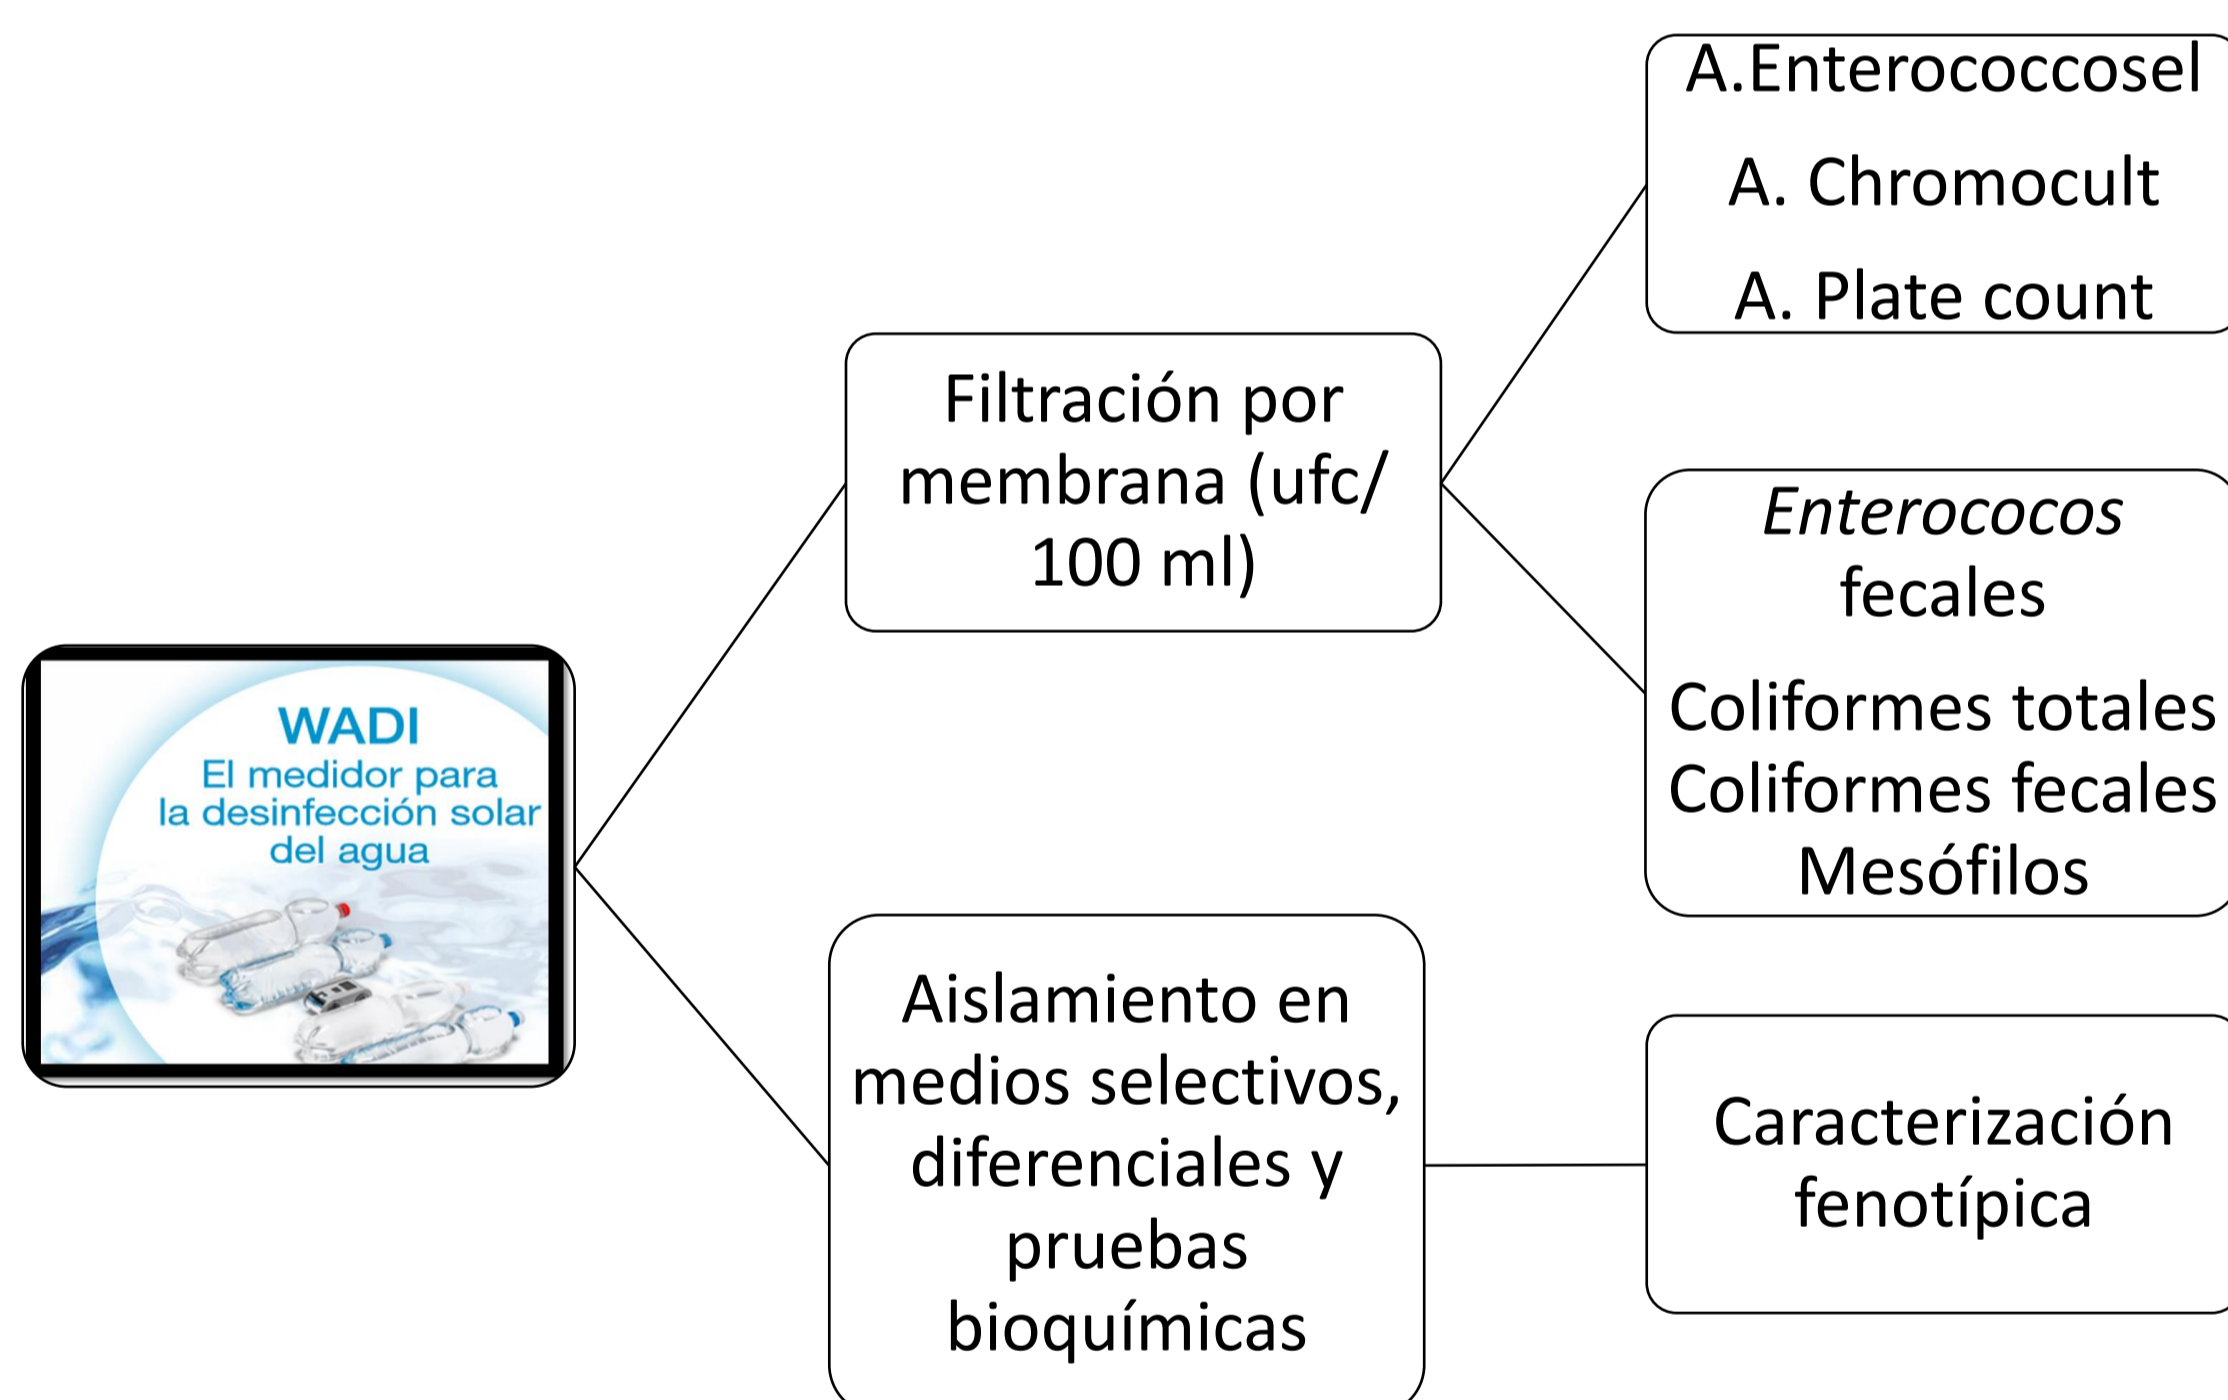 WADI
El medidor para
la desinfección solar
del agua
Filtración por
membrana (ufc/
100 ml)
A.Enterococcosel
A. Chromocult
A. Plate count
Enterococos
fecales
Coliformes totales
Coliformes fecales
Mesófilos
Aislamiento en
medios selectivos,
diferenciales y
pruebas
bioquímicas
Caracterización
fenotípica